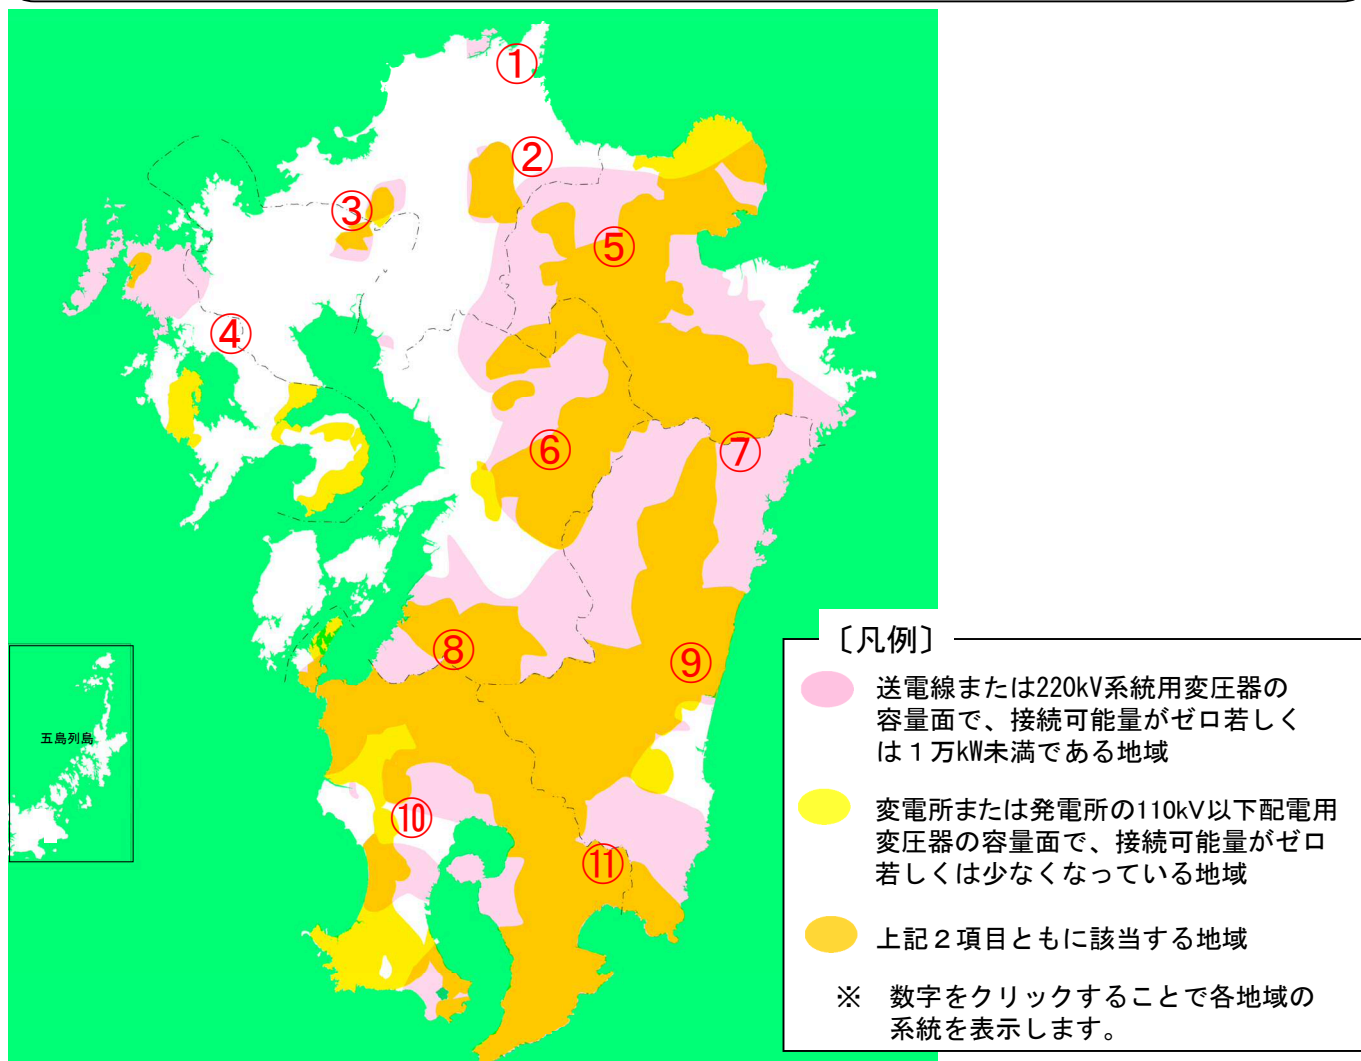 ①
②
③
④
⑤
⑥
⑦
⑧
⑨
⑩
⑪
五島列島
〔凡例〕
送電線または220kV系統用変圧器の
容量面で、接続可能量がゼロ若しく
は１万kW未満である地域
変電所または発電所の110kV以下配電用
変圧器の容量面で、接続可能量がゼロ
若しくは少なくなっている地域
上記２項目ともに該当する地域
※ 数字をクリックすることで各地域の
系統を表示します。